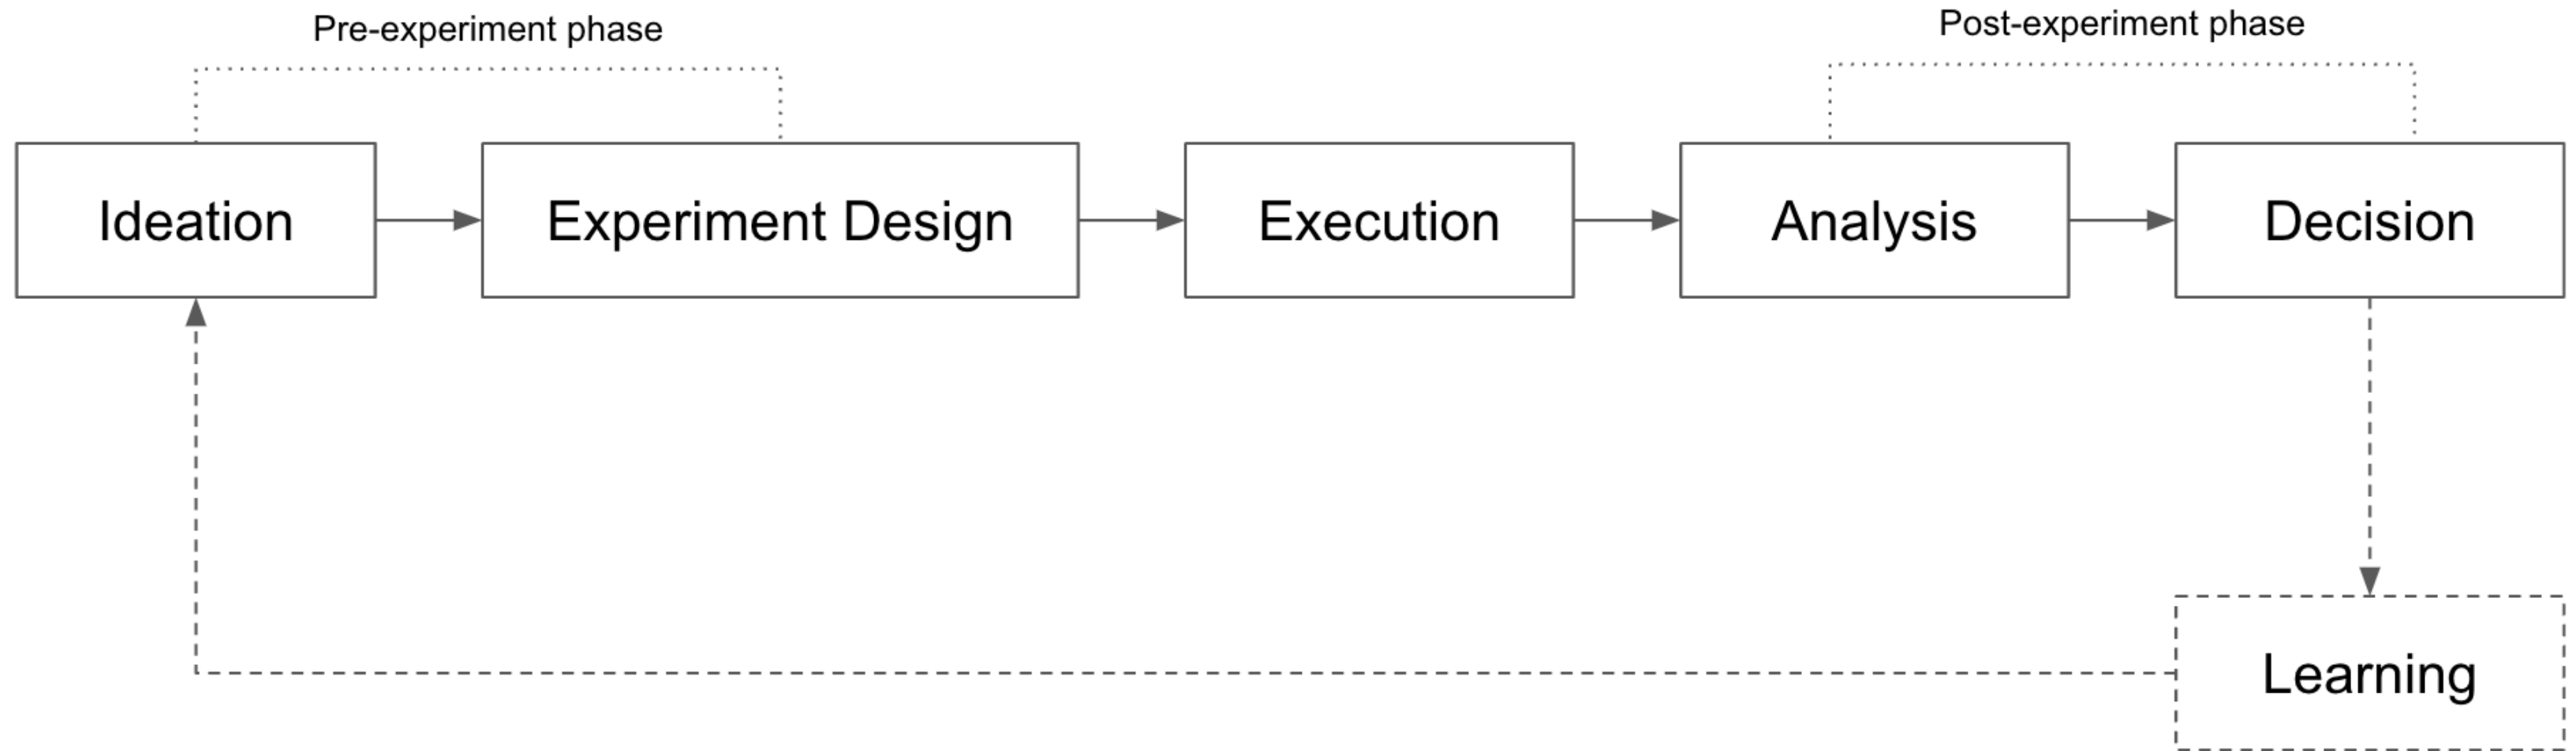 Pre-experiment phase
Post-experiment phase
Ideation
Experiment Design
Execution
Analysis
Decision
Learning